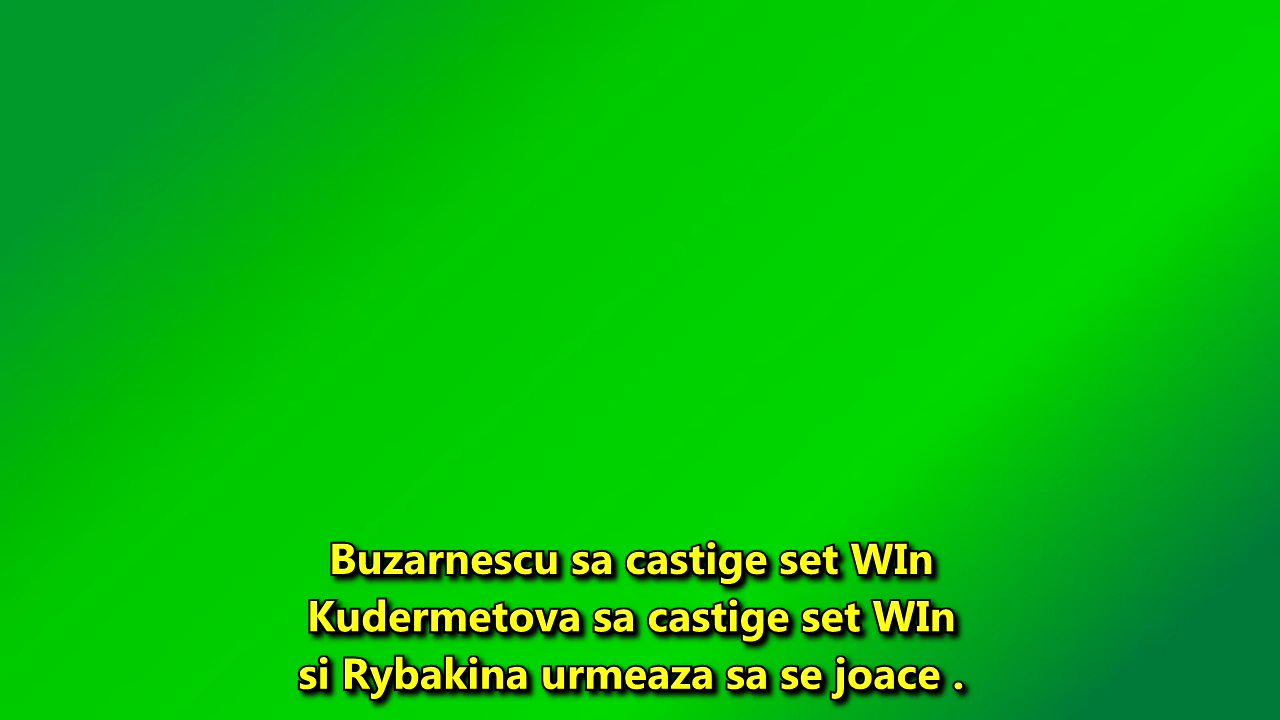 Buzarnescu sa castige set WIn
Kudermetova sa castige set WIn
si Rybakina urmeaza sa se joace .